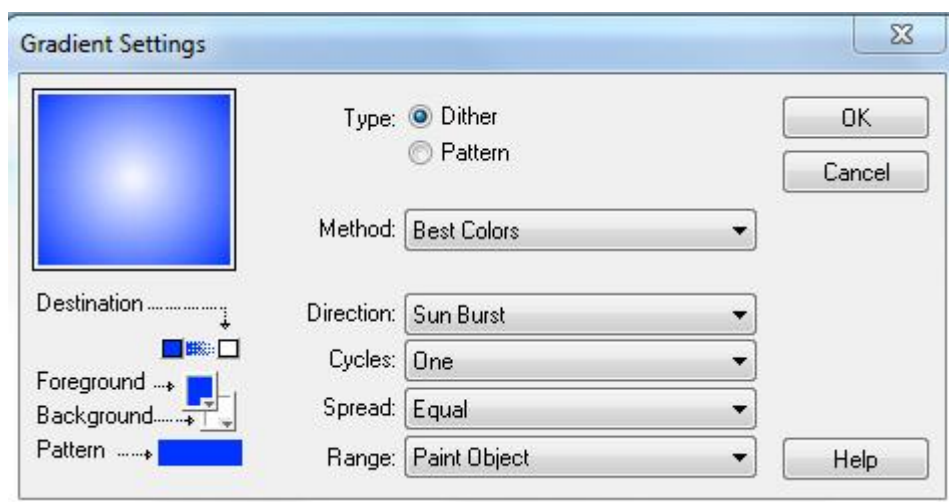 Gradient Settings
Type: Dither
Pattern
OK
Cancel
Method: Best Colors
Destination
Direction: Sun Burst
Cycles: One
Foreground
Background
Spread: Equal
Pattern
Range: Paint Object
Help